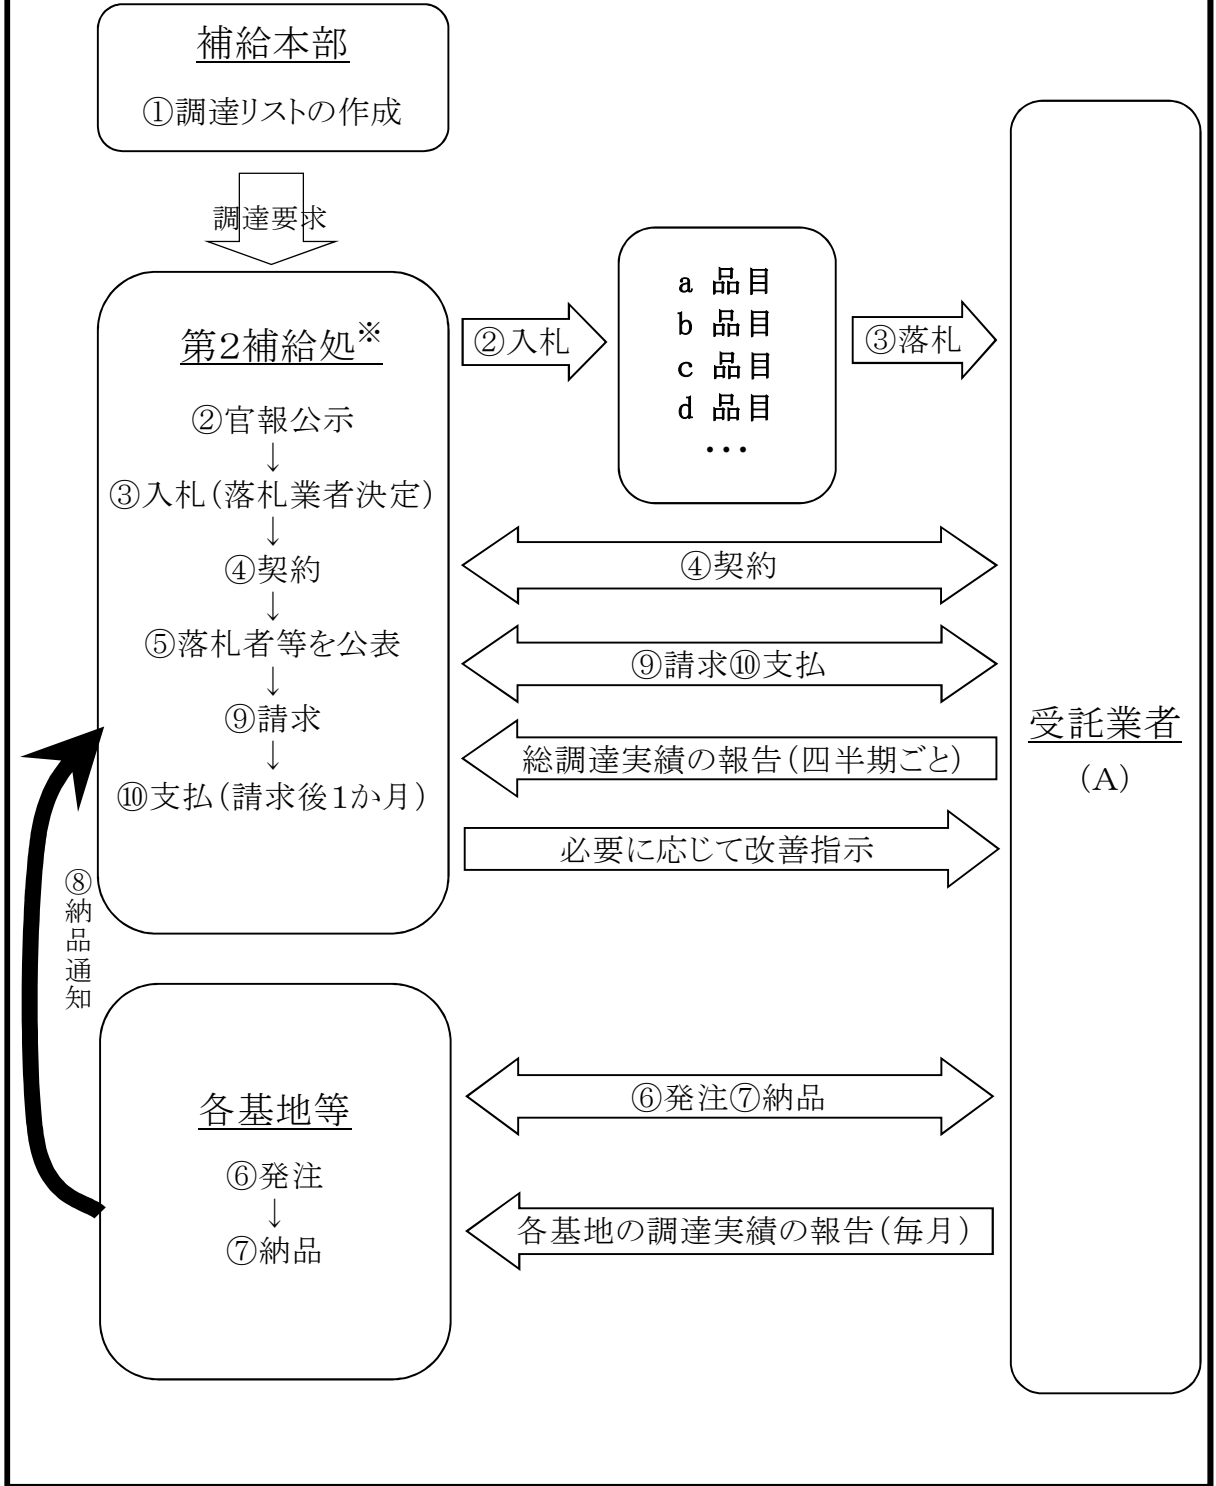 補給本部
①調達リストの作成
調達要求
第2補給処※
②官報公示
↓
③入札(落札業者決定)
↓
④契約
↓
⑤落札者等を公表
↓
⑨請求
↓
⑩支払(請求後1か月)
②入札
a 品目
b 品目
c 品目
d 品目
・・・
③落札
④契約
⑨請求⑩支払
総調達実績の報告(四半期ごと)
必要に応じて改善指示
受託業者
(A)
⑧納品通知
各基地等
⑥発注
↓
⑦納品
⑥発注⑦納品
各基地の調達実績の報告(毎月)